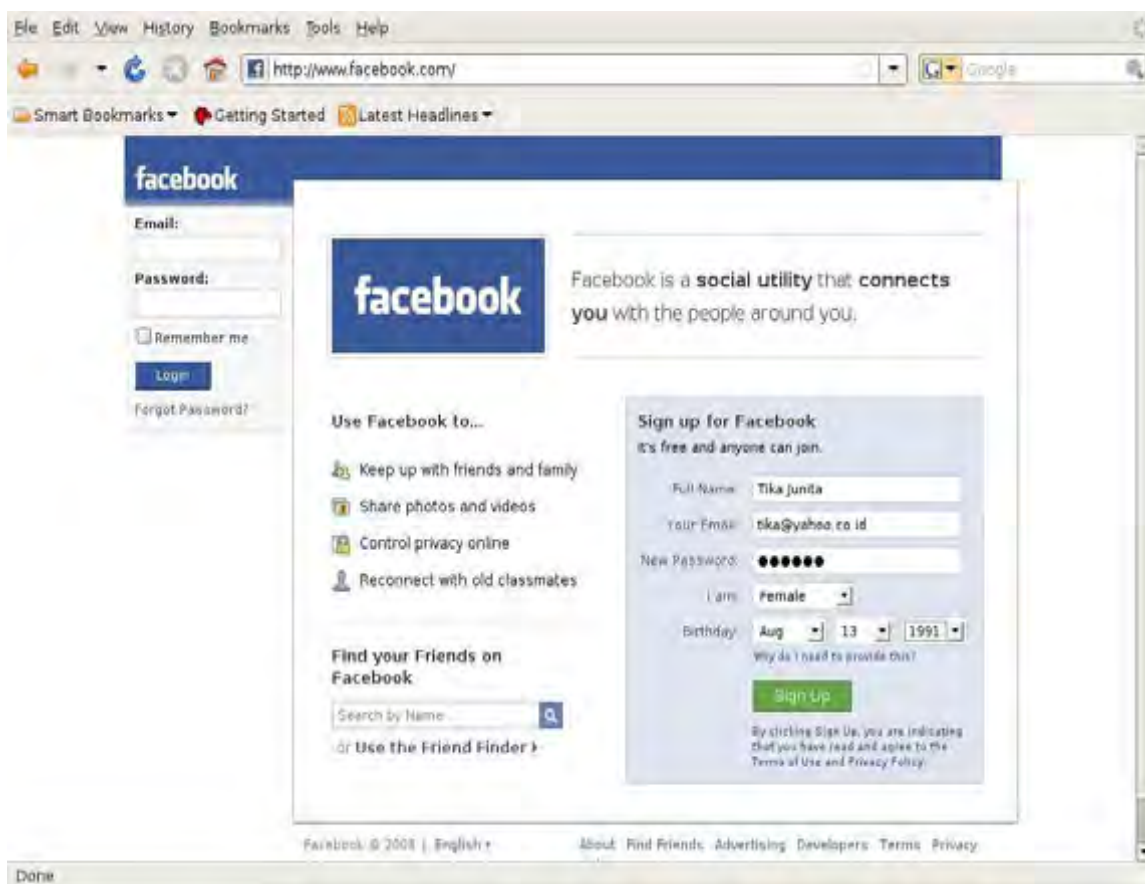 File Edit View History Bookmarks Tools Help
http://www.facebook.com/
Google
Smart Bookmarks Getting Started Latest Headlines
facebook
Email:
Password:
Remember me
Login
Forgot Password?
facebook
Facebook is a social utility that connects
you with the people around you.
Use Facebook to...
Keep up with friends and family
Share photos and videos
Control privacy online
Reconnect with old classmates
Find your Friends on
Facebook
Search by Name
or Use the Friend Finder
Sign up for Facebook
It's free and anyone can join.
Full Name: Tika Junita
Your Email: tika@yahoo.co.id
New Password: ●●●●●●
I am: Female
Birthday: Aug 13 1991
Why do I need to provide this?
Sign Up
By clicking Sign Up, you are indicating
that you have read and agree to the
Terms of Use and Privacy Policy.
Facebook © 2008 | English
About Find Friends Advertising Developers Terms Privacy
Done